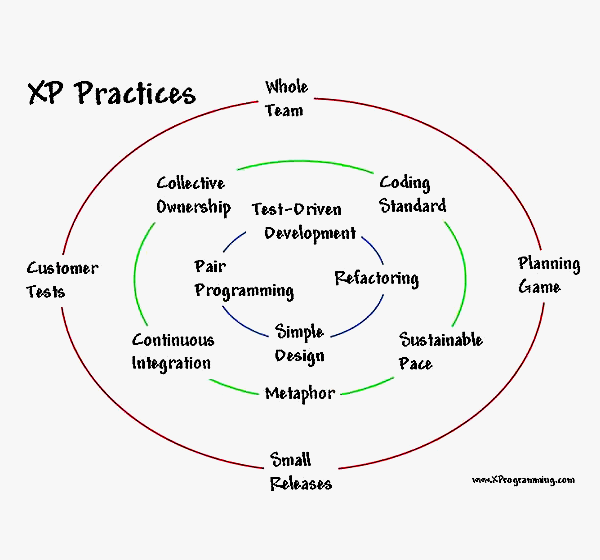 XP Practices
Whole
Team
Collective
Ownership
Coding
Standard
Test-Driven
Development
Customer
Tests
Pair
Programming
Refactoring
Planning
Game
Continuous
Integration
Simple
Design
Sustainable
Pace
Metaphor
Small
Releases
www.XProgramming.com